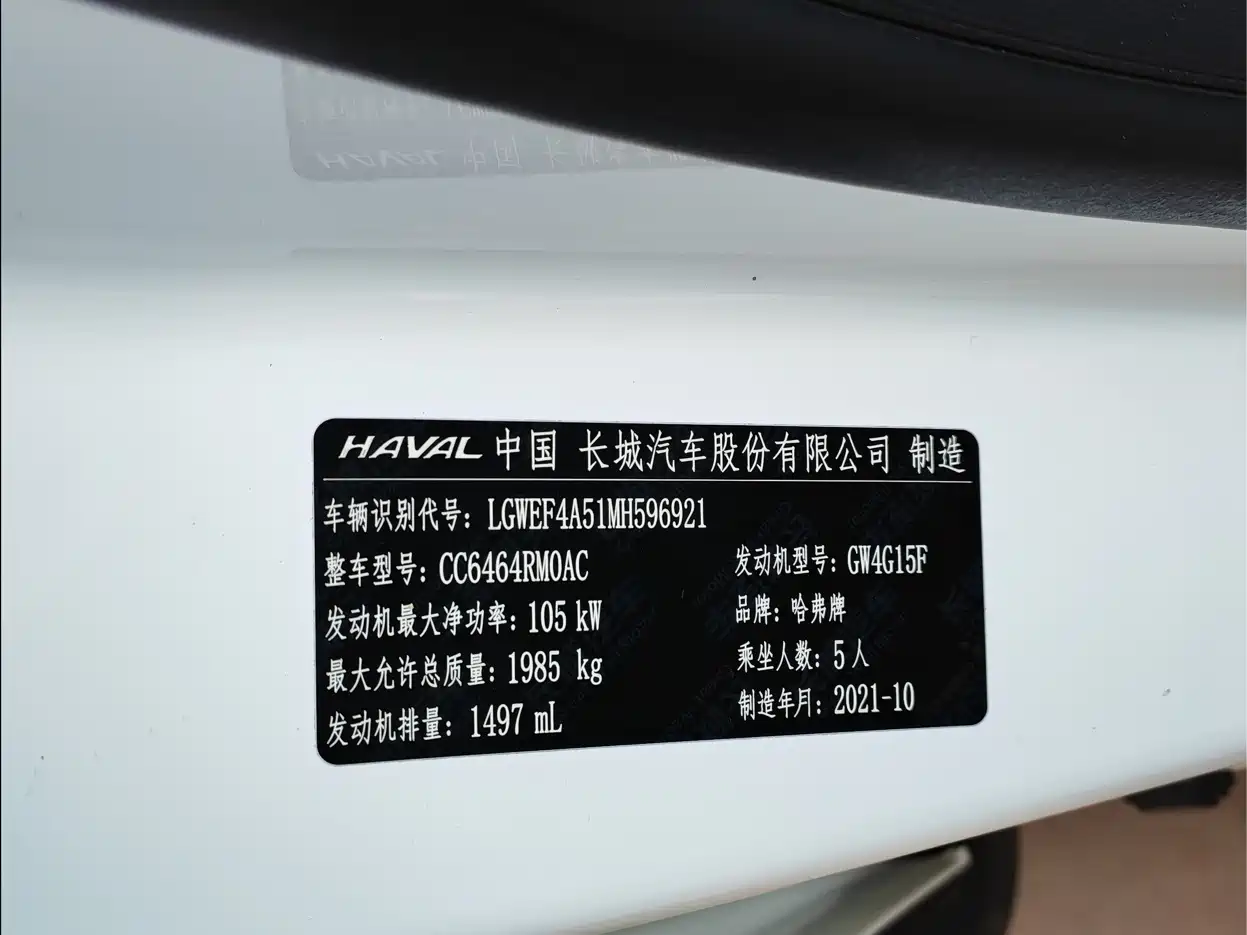 HAVAL 中国 长城汽车股份有限公司 制造
车辆识别代号：LGWEF4A51MH596921
整车型号：CC6464RM0AC 发动机型号：GW4G15F
发动机最大净功率：105 kW 品牌：哈弗牌
最大允许总质量：1985 kg 乘坐人数：5人
发动机排量：1497 mL 制造年月：2021-10